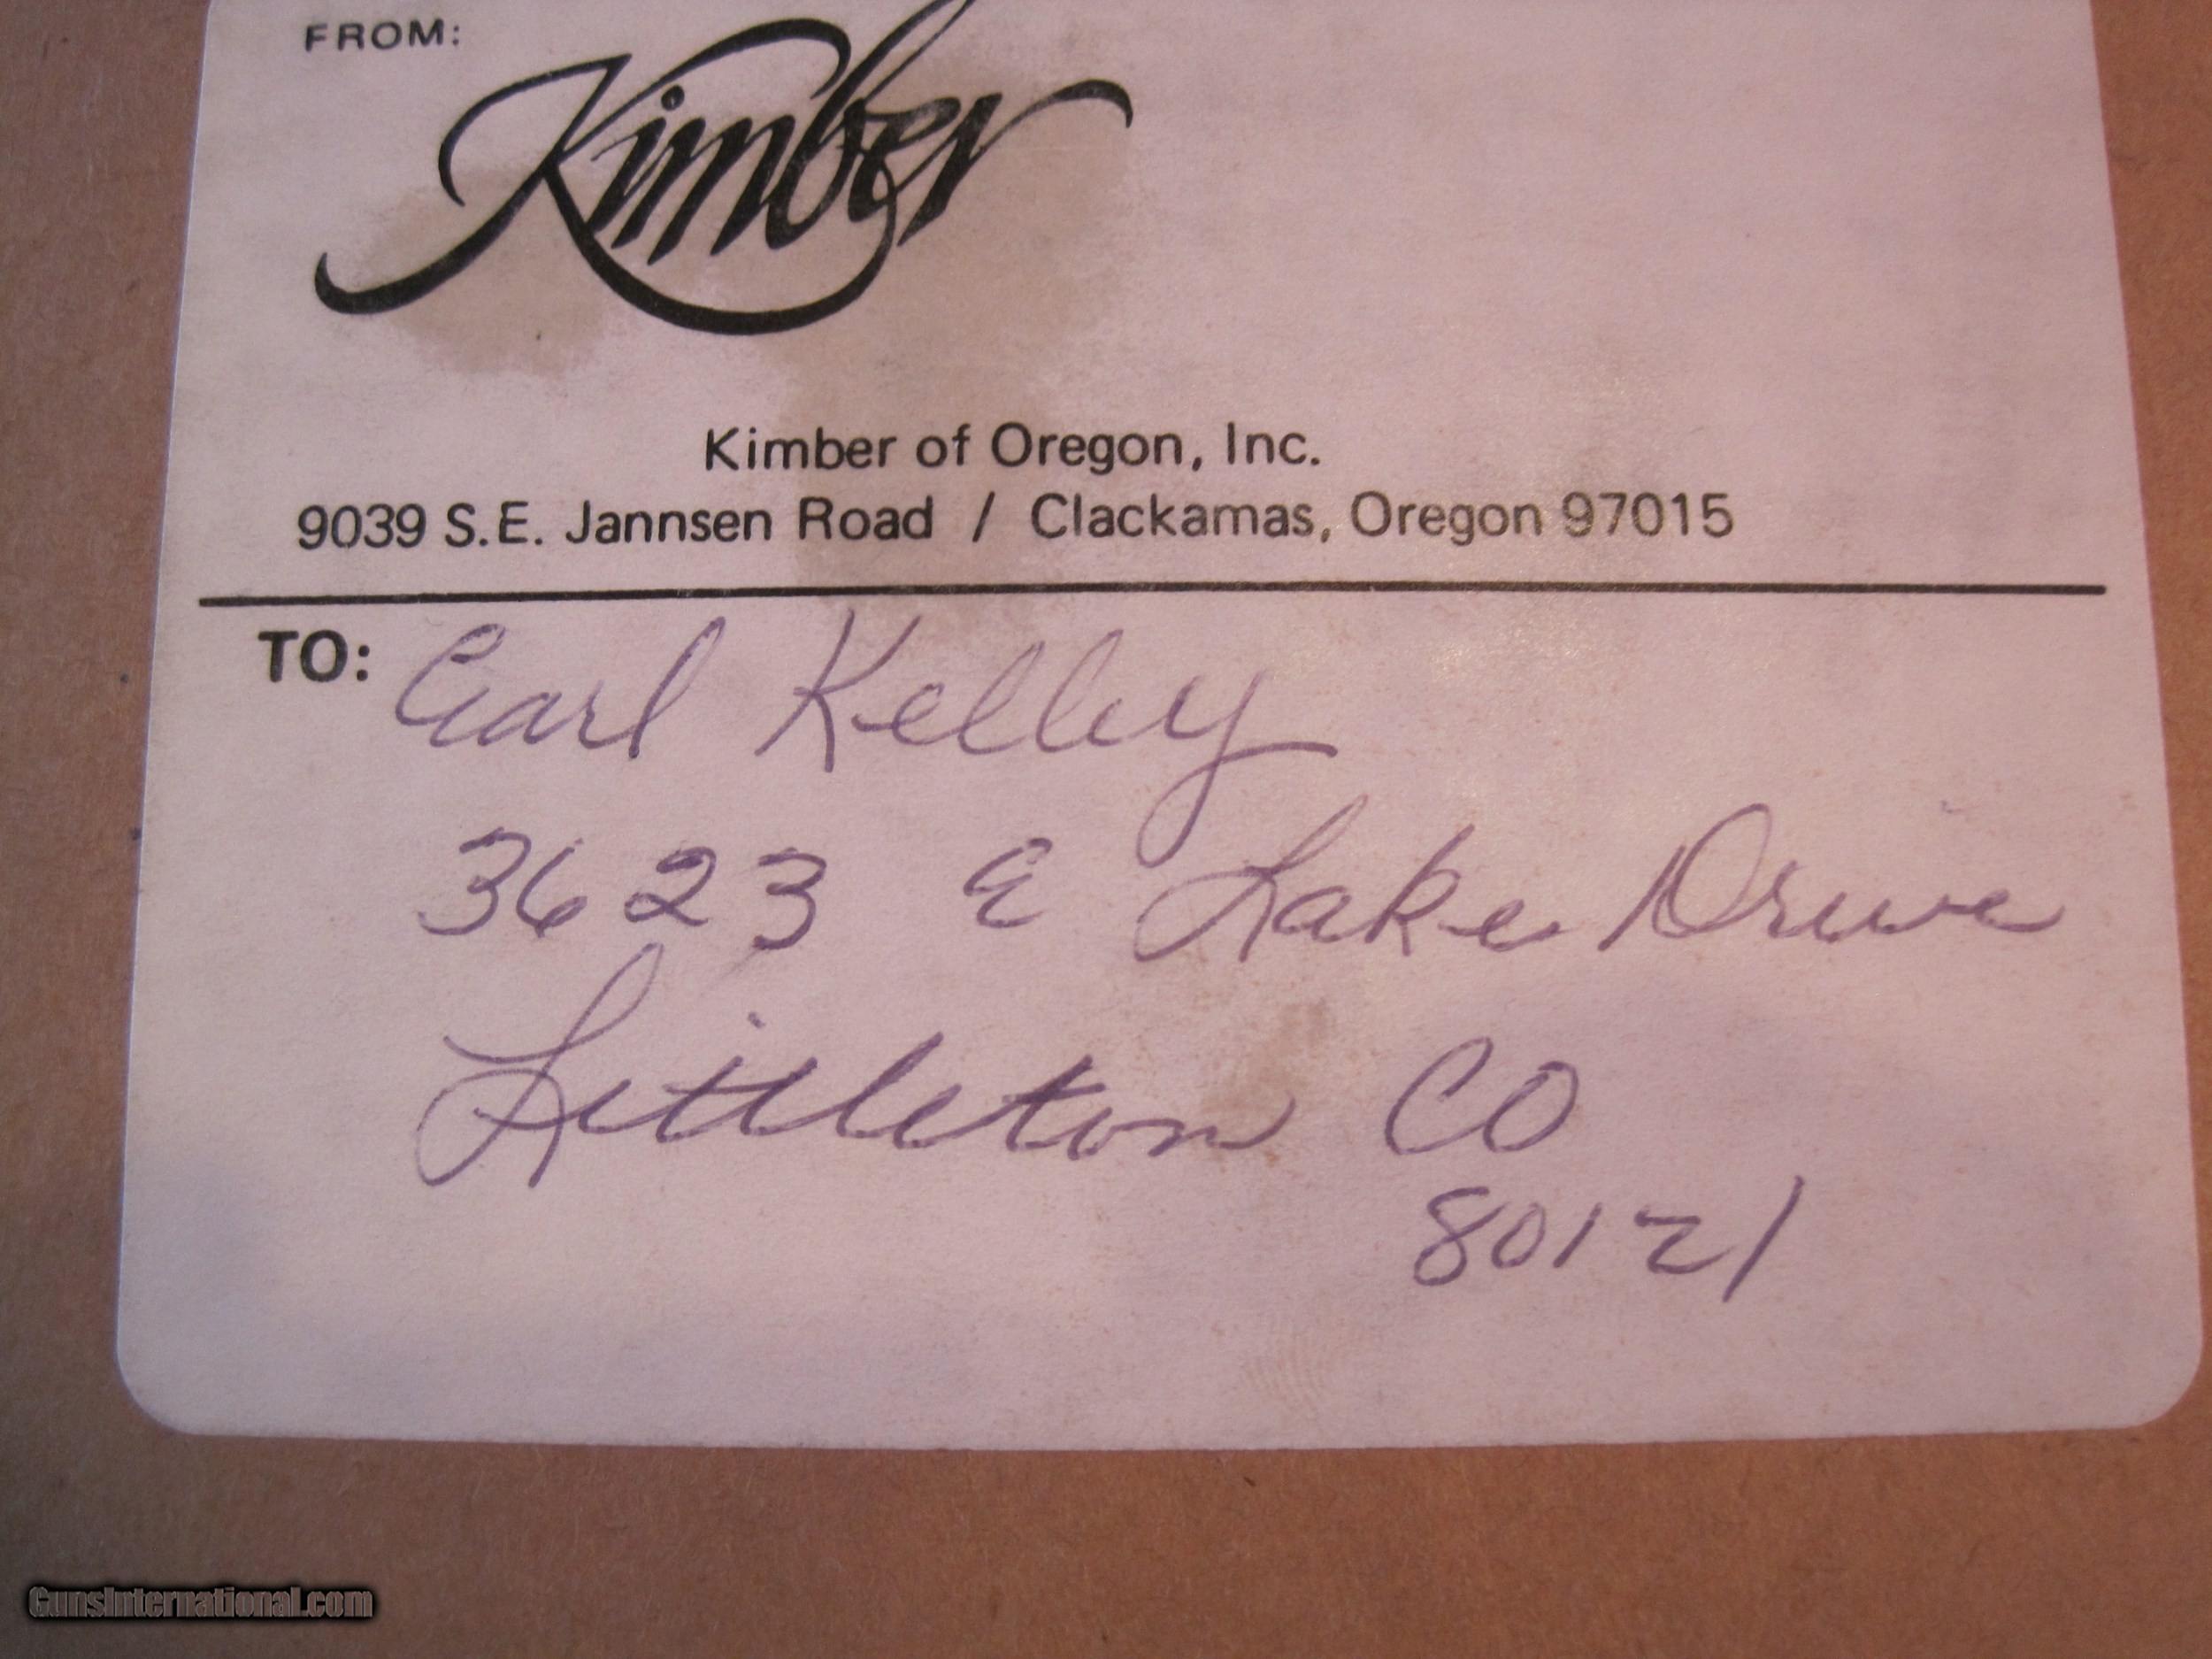 FROM:
Kimber
Kimber of Oregon, Inc.
9039 S.E. Jannsen Road / Clackamas, Oregon 97015
TO: Earl Kelley
3623 E Lake Drive
Littleton CO
80121
GunsInternational.com